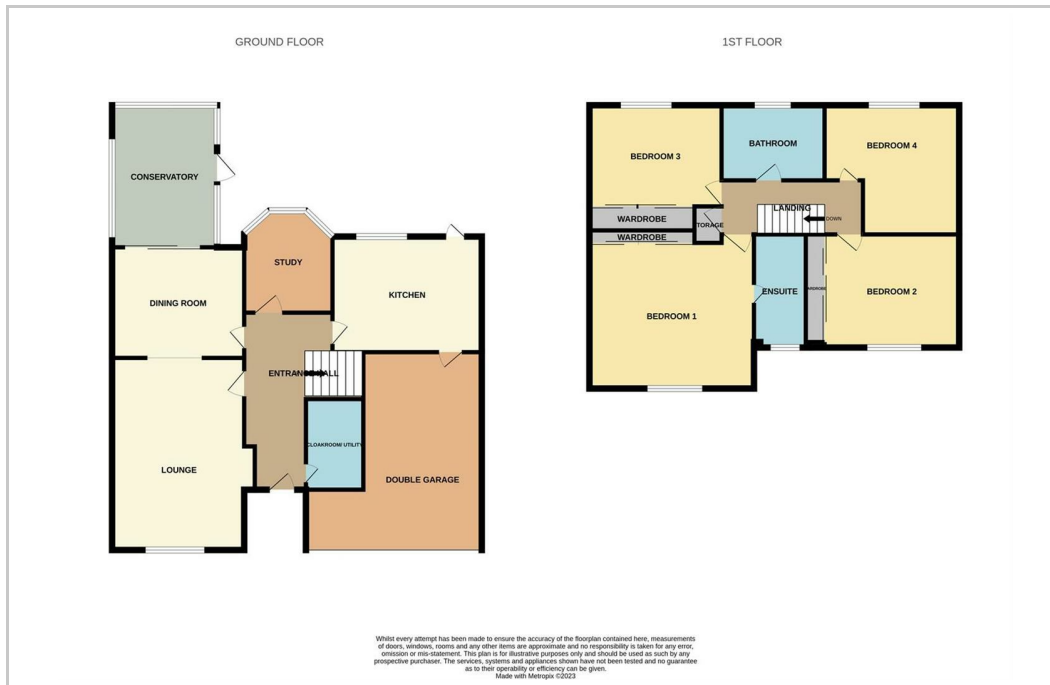 GROUND FLOOR
CONSERVATORY
STUDY
DINING ROOM
KITCHEN
ENTRANCE HALL
CLOAKROOM/ UTILITY
LOUNGE
DOUBLE GARAGE
1ST FLOOR
BATHROOM
BEDROOM 4
BEDROOM 3
LANDING
WARDROBE
TORAGE
DOWN
WARDROBE
ENSUITE
WARDROBE
BEDROOM 2
BEDROOM 1
Whilst every attempt has been made to ensure the accuracy of the floorplan contained here, measurements
of doors, windows, rooms and any other items are approximate and no responsibility is taken for any error,
omission or mis-statement. This plan is for illustrative purposes only and should be used as such by any
prospective purchaser. The services, systems and appliances shown have not been tested and no guarantee
as to their operability or efficiency can be given.
Made with Metropix ©2023